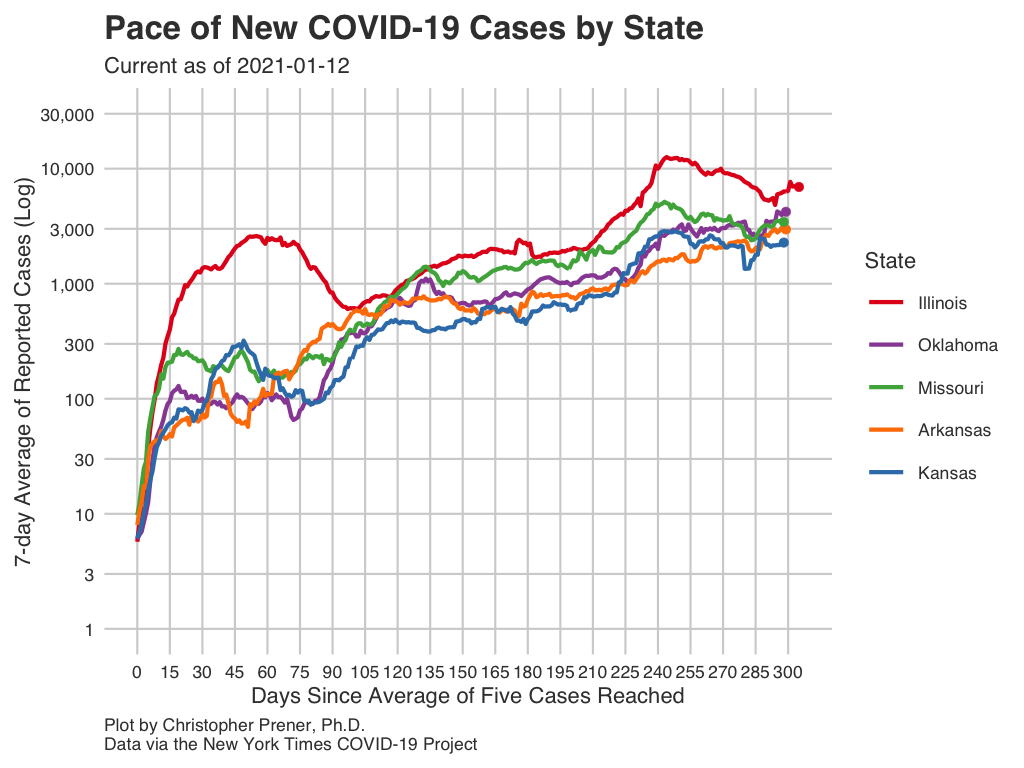 Pace of New COVID-19 Cases by State
Current as of 2021-01-12
7-day Average of Reported Cases (Log)
30,000
10,000
3,000
1,000
300
100
30
10
3
1
0 15 30 45 60 75 90 105 120 135 150 165 180 195 210 225 240 255 270 285 300
Days Since Average of Five Cases Reached
State
Illinois
Oklahoma
Missouri
Arkansas
Kansas
Plot by Christopher Prener, Ph.D.
Data via the New York Times COVID-19 Project